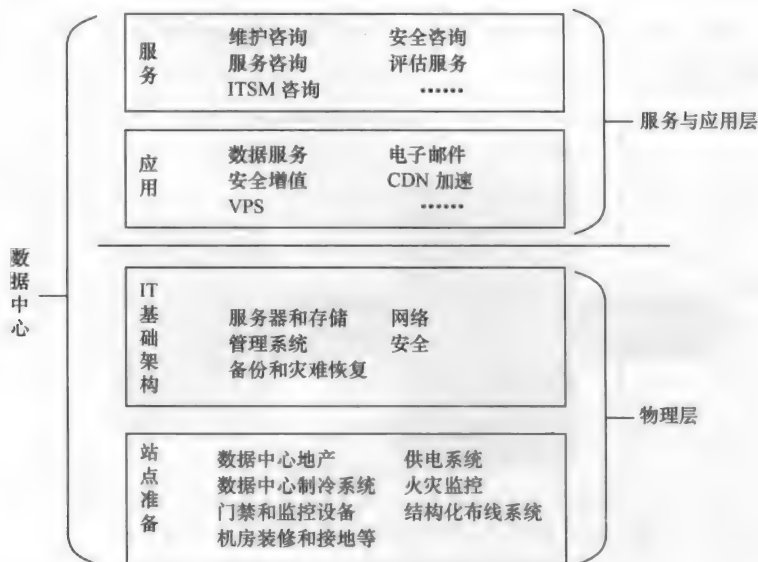 数据中心
服务
维护咨询 安全咨询
服务咨询 评估服务
ITSM 咨询 ……
应用
数据服务 电子邮件
安全增值 CDN 加速
VPS ……
服务与应用层
IT基础架构
服务器和存储 网络
管理系统 安全
备份和灾难恢复
站点准备
数据中心地产 供电系统
数据中心制冷系统 火灾监控
门禁和监控设备 结构化布线系统
机房装修和接地等
物理层